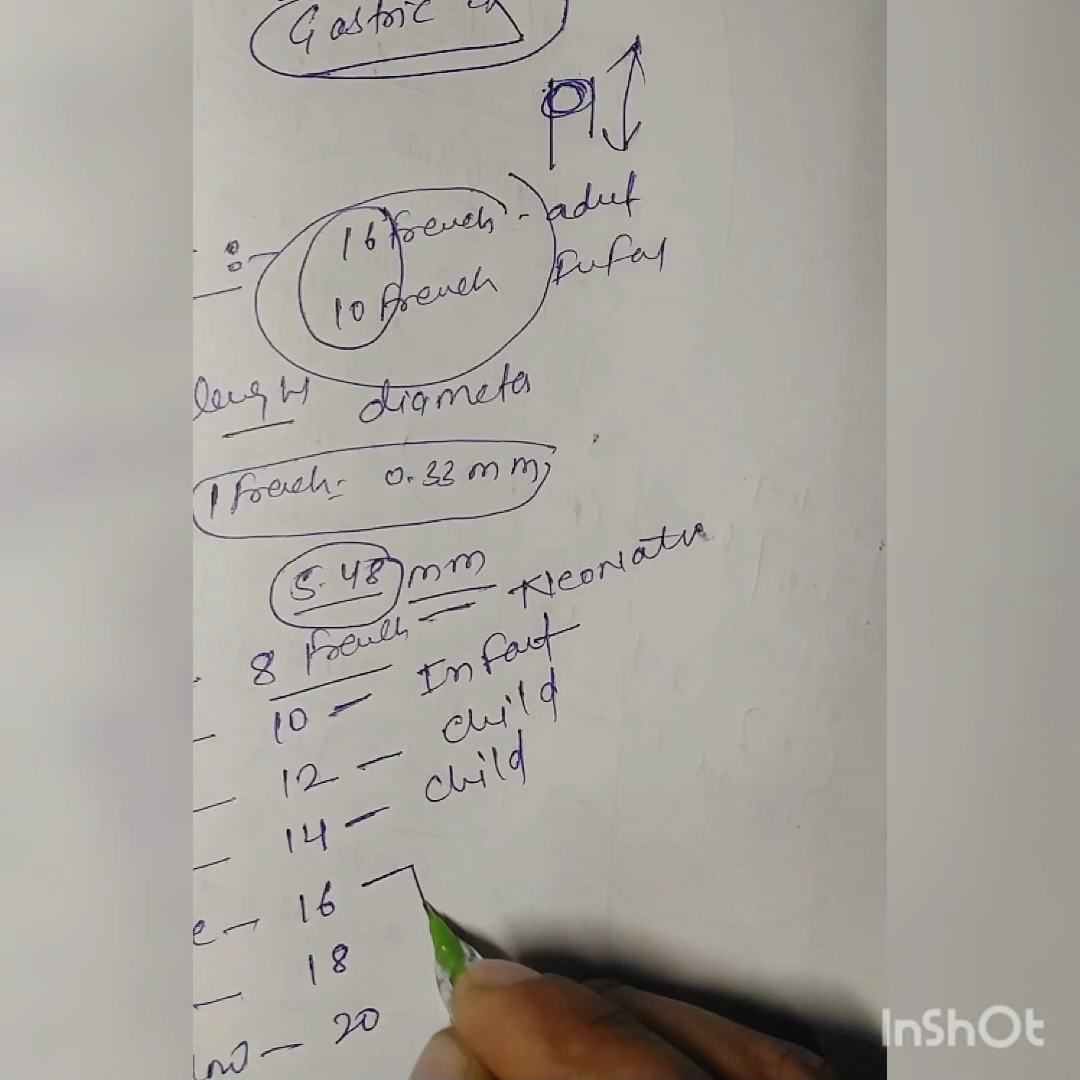 Gastric
16 french - adult
10 french Infant
lenght diameter
1 french = 0.33 mm
5.48 mm
8 french = Neonate
10 - Infant
12 - child
14 - child
16 -
18
20
InShOt